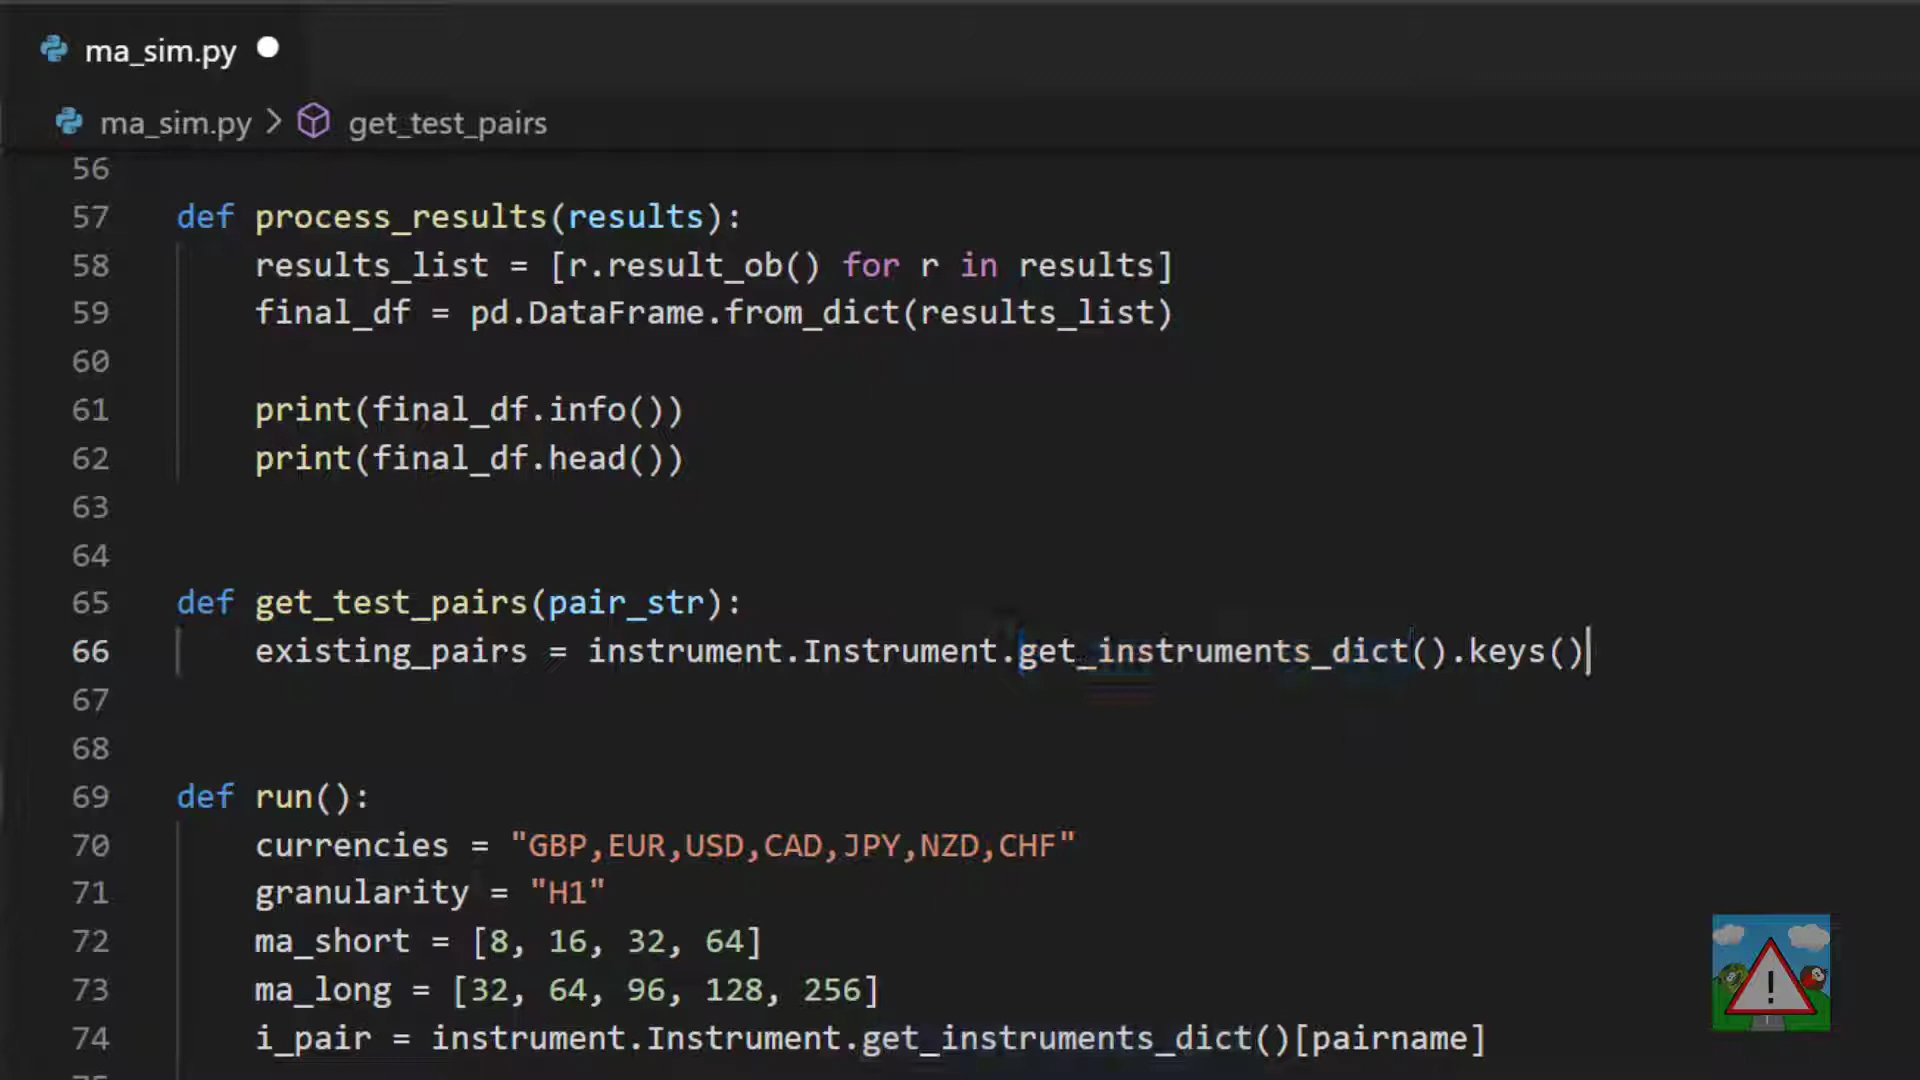 ma_sim.py
ma_sim.py > get_test_pairs
56
57 def process_results(results):
58 results_list = [r.result_ob() for r in results]
59 final_df = pd.DataFrame.from_dict(results_list)
60
61 print(final_df.info())
62 print(final_df.head())
63
64
65 def get_test_pairs(pair_str):
66 existing_pairs = instrument.Instrument.get_instruments_dict().keys()
67
68
69 def run():
70 currencies = "GBP,EUR,USD,CAD,JPY,NZD,CHF"
71 granularity = "H1"
72 ma_short = [8, 16, 32, 64]
73 ma_long = [32, 64, 96, 128, 256]
74 i_pair = instrument.Instrument.get_instruments_dict()[pairname]